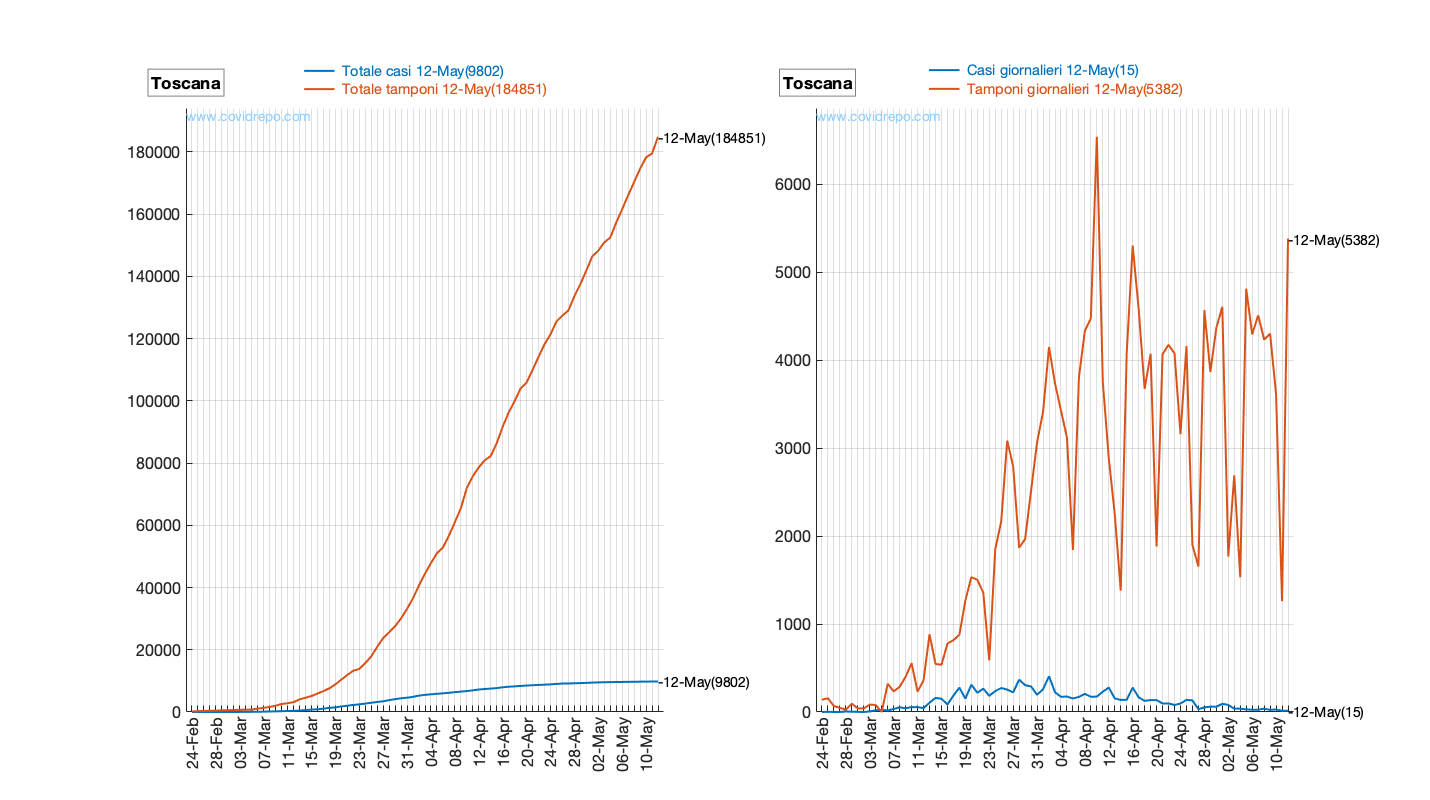 Toscana
Totale casi 12-May(9802)
Totale tamponi 12-May(184851)
www.covidrepo.com
12-May(184851)
180000
160000
140000
120000
100000
80000
60000
40000
20000
0
12-May(9802)
24-Feb
28-Feb
03-Mar
07-Mar
11-Mar
15-Mar
19-Mar
23-Mar
27-Mar
31-Mar
04-Apr
08-Apr
12-Apr
16-Apr
20-Apr
24-Apr
28-Apr
02-May
06-May
10-May
Toscana
Casi giornalieri 12-May(15)
Tamponi giornalieri 12-May(5382)
www.covidrepo.com
6000
12-May(5382)
5000
4000
3000
2000
1000
0
12-May(15)
24-Feb
28-Feb
03-Mar
07-Mar
11-Mar
15-Mar
19-Mar
23-Mar
27-Mar
31-Mar
04-Apr
08-Apr
12-Apr
16-Apr
20-Apr
24-Apr
28-Apr
02-May
06-May
10-May